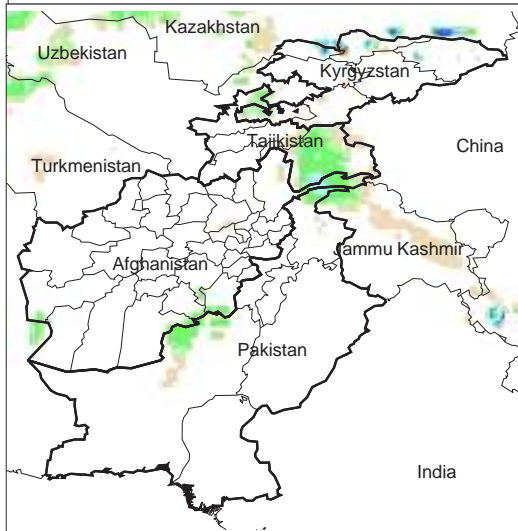 Kazakhstan
Uzbekistan
Kyrgyzstan
Tajikistan
China
Turkmenistan
Jammu Kashmir
Afghanistan
Pakistan
India